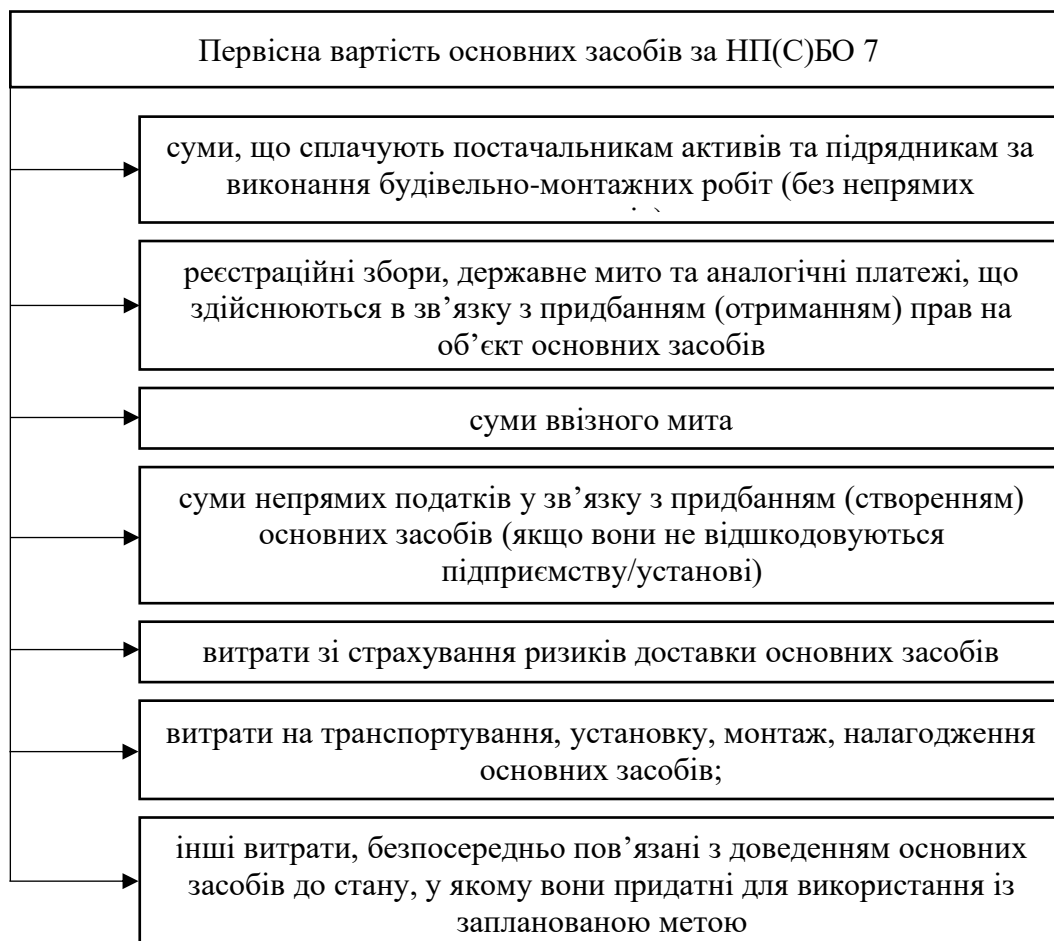 Первісна вартість основних засобів за НП(С)БО 7
суми, що сплачують постачальникам активів та підрядникам за
виконання будівельно-монтажних робіт (без непрямих
реєстраційні збори, державне мито та аналогічні платежі, що
здійснюються в зв’язку з придбанням (отриманням) прав на
об’єкт основних засобів
суми ввізного мита
суми непрямих податків у зв’язку з придбанням (створенням)
основних засобів (якщо вони не відшкодовуються
підприємству/установі)
витрати зі страхування ризиків доставки основних засобів
витрати на транспортування, установку, монтаж, налагодження
основних засобів;
інші витрати, безпосередньо пов’язані з доведенням основних
засобів до стану, у якому вони придатні для використання із
запланованою метою